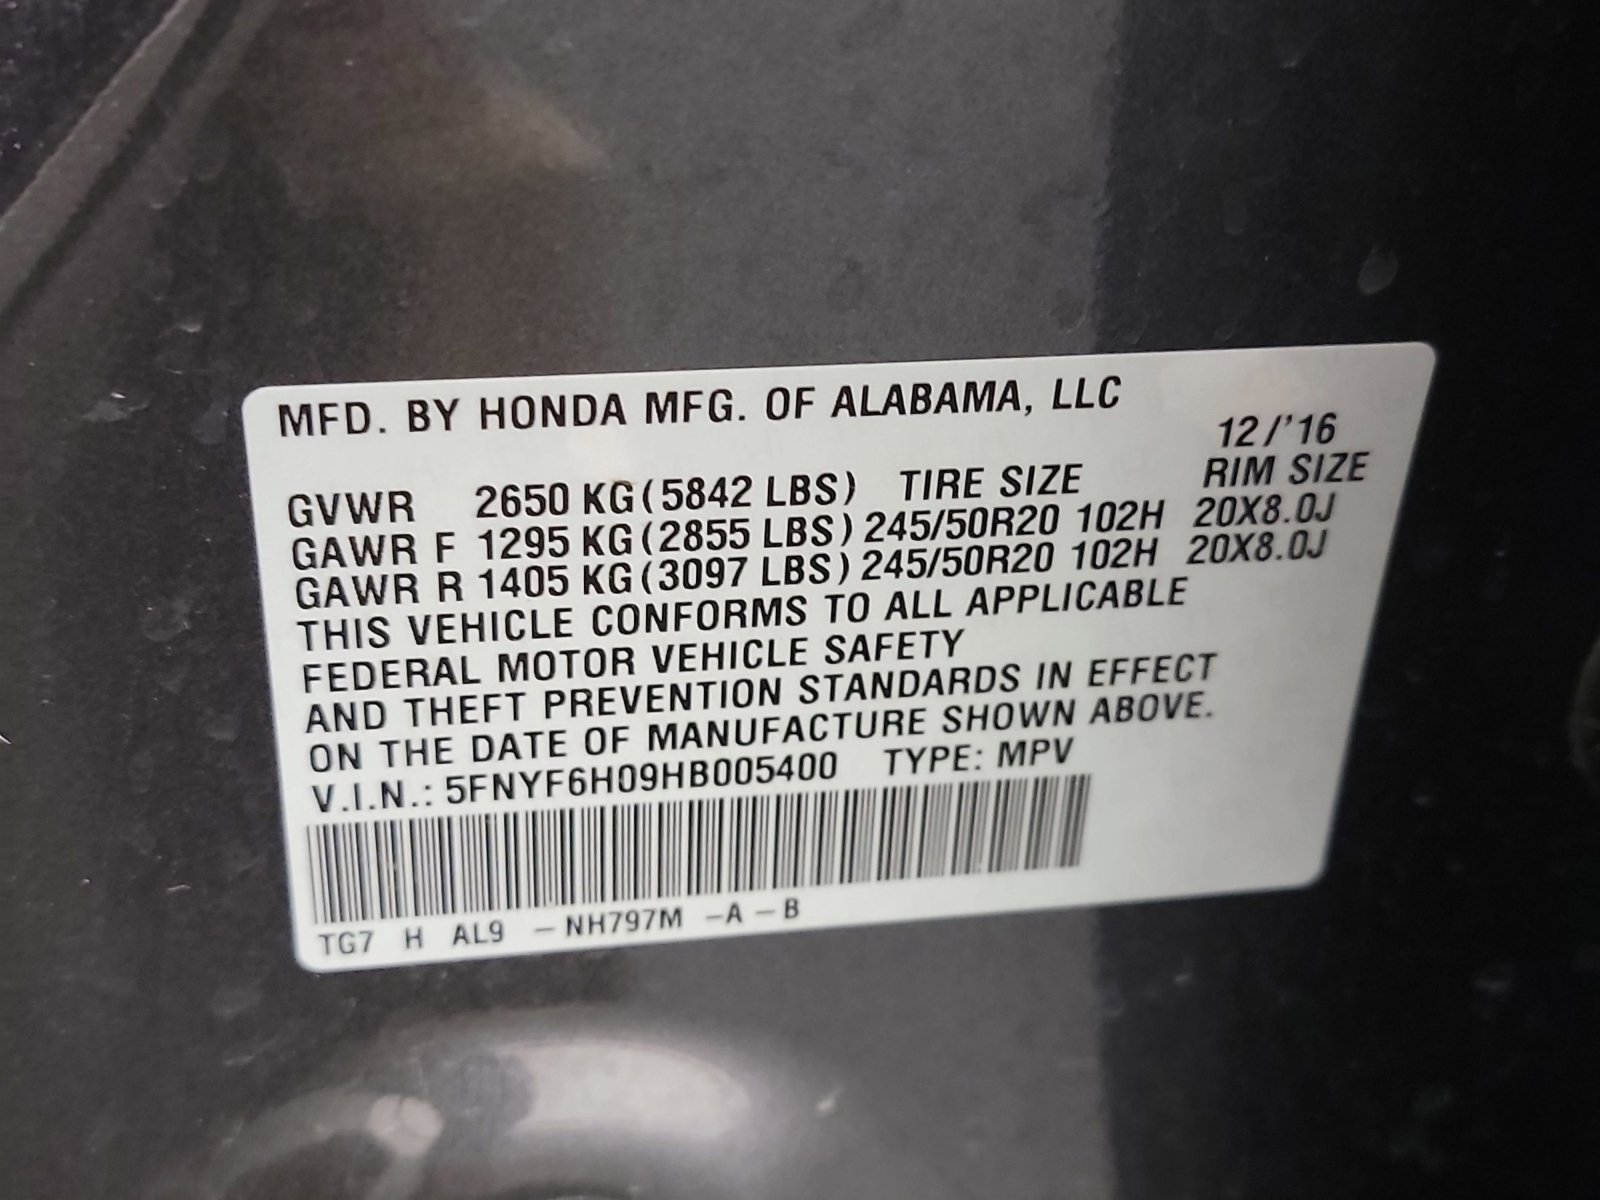 MFD. BY HONDA MFG. OF ALABAMA, LLC
12/'16
GVWR 2650 KG(5842 LBS) TIRE SIZE RIM SIZE
GAWR F 1295 KG(2855 LBS) 245/50R20 102H 20X8.0J
GAWR R 1405 KG(3097 LBS) 245/50R20 102H 20X8.0J
THIS VEHICLE CONFORMS TO ALL APPLICABLE
FEDERAL MOTOR VEHICLE SAFETY
AND THEFT PREVENTION STANDARDS IN EFFECT
ON THE DATE OF MANUFACTURE SHOWN ABOVE.
V.I.N.: 5FNYF6H09HB005400 TYPE: MPV
TG7 H AL9 – NH797M –A – B